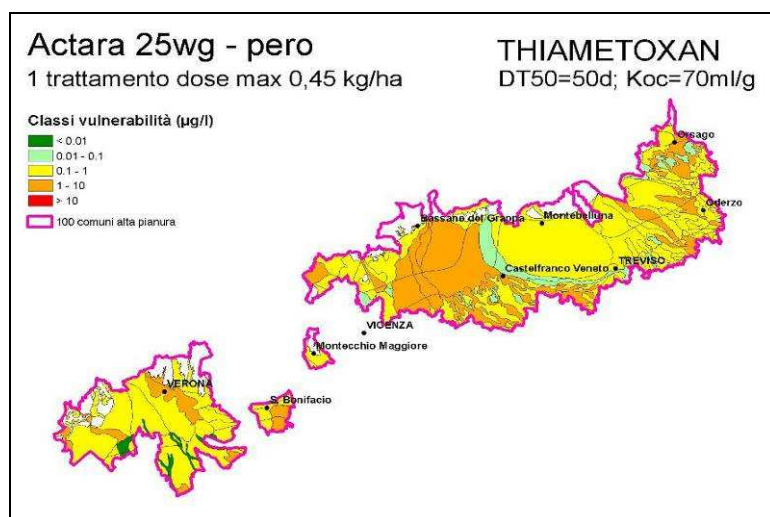 Actara 25wg - pero
1 trattamento dose max 0,45 kg/ha
THIAMETOXAN
DT50=50d; Koc=70ml/g
Classi vulnerabilità (µg/l)
< 0.01
0.01 - 0.1
0.1 - 1
1 - 10
> 10
100 comuni alta pianura
Orsago
Oderzo
Bassano del Grappa
Montebelluna
Castelfranco Veneto
TREVISO
VICENZA
Montecchio Maggiore
VERONA
S. Bonifacio